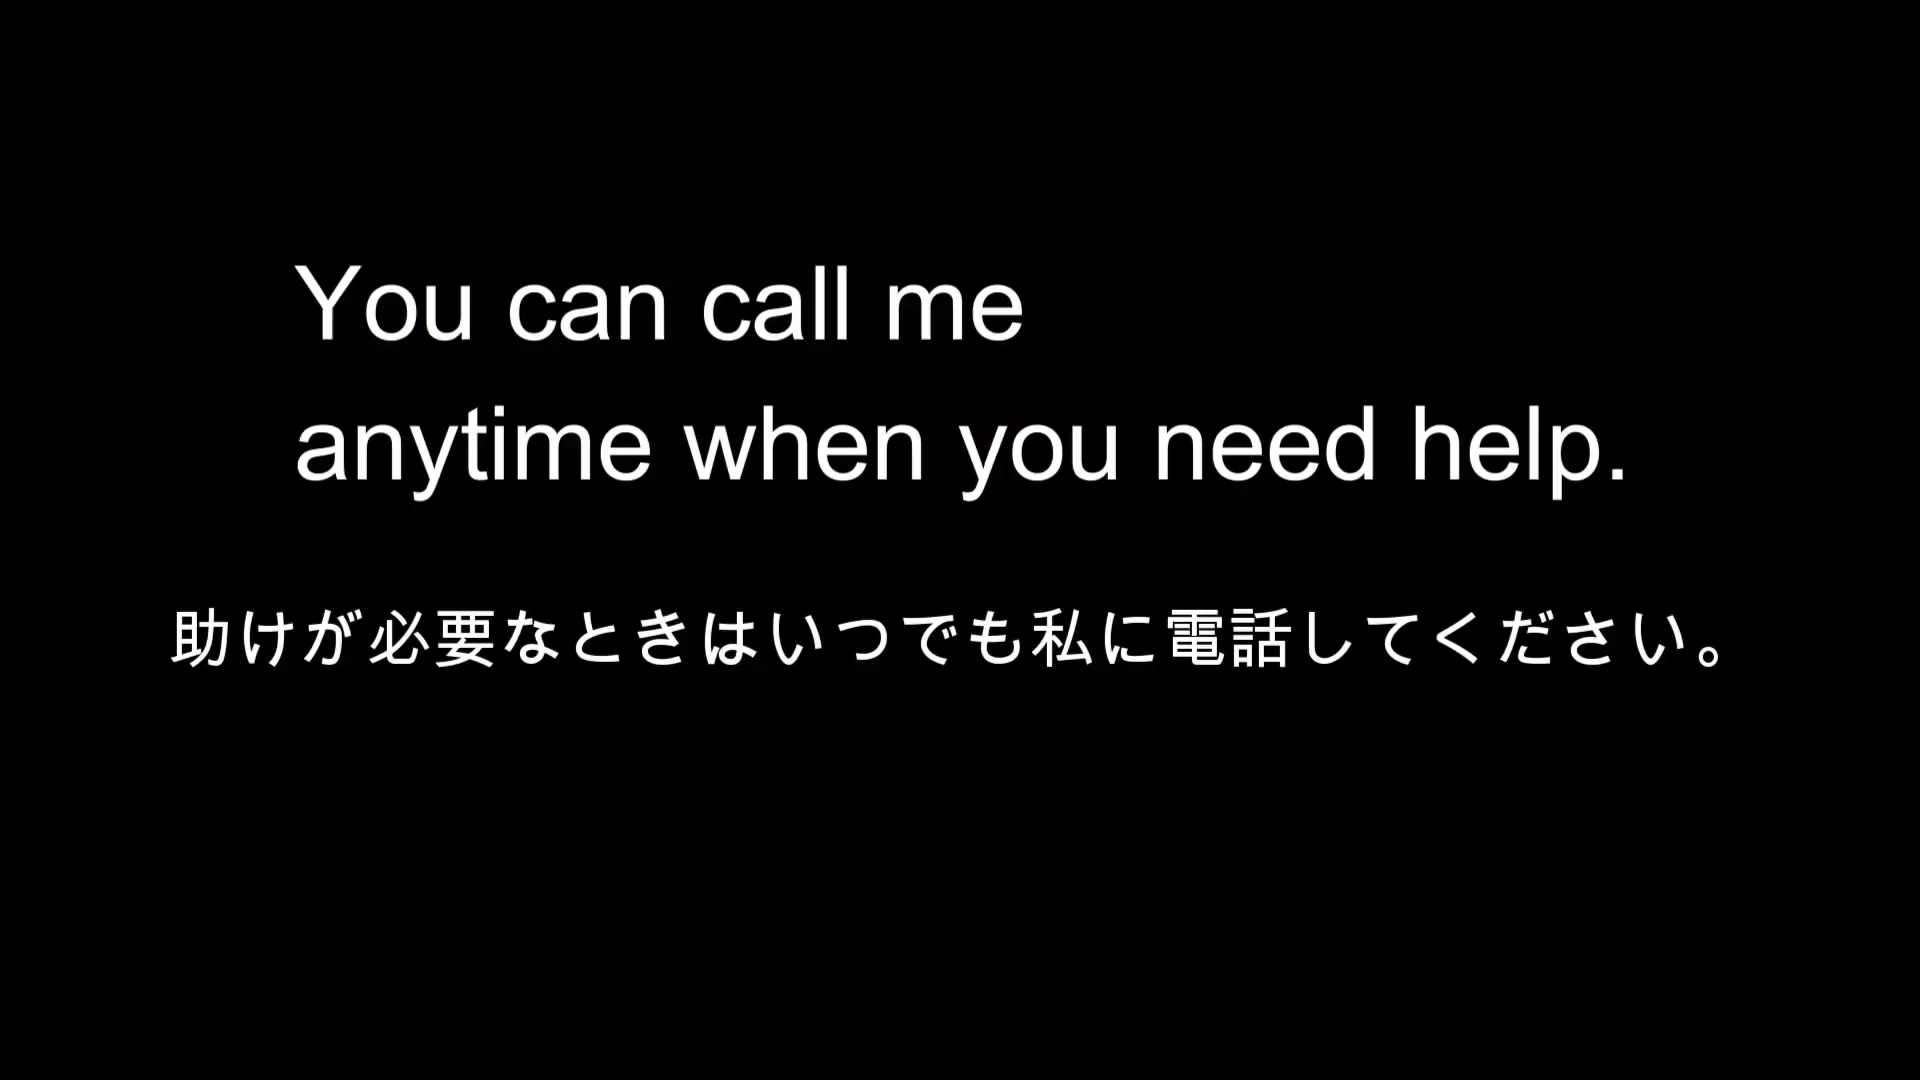 You can call me
anytime when you need help.
助けが必要なときはいつでも私に電話してください。